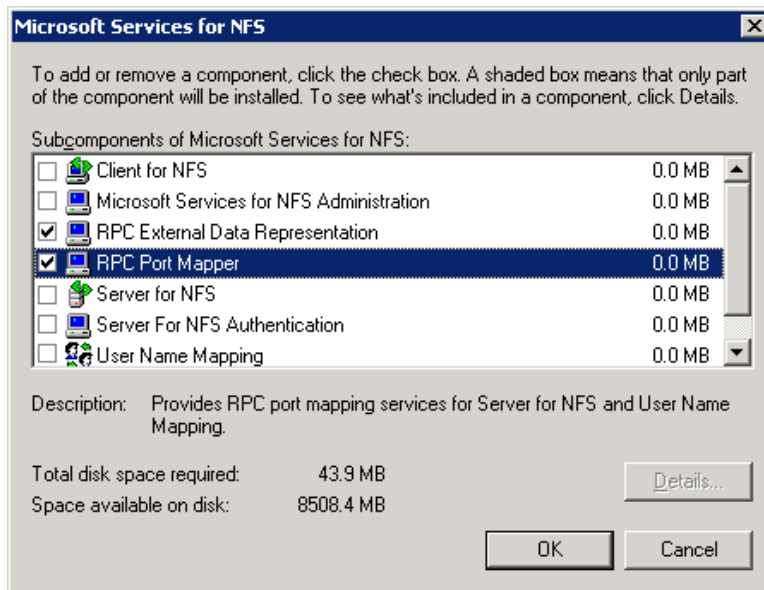 Microsoft Services for NFS
To add or remove a component, click the check box. A shaded box means that only part
of the component will be installed. To see what's included in a component, click Details.
Subcomponents of Microsoft Services for NFS:
Client for NFS 0.0 MB
Microsoft Services for NFS Administration 0.0 MB
RPC External Data Representation 0.0 MB
RPC Port Mapper 0.0 MB
Server for NFS 0.0 MB
Server For NFS Authentication 0.0 MB
User Name Mapping 0.0 MB
Description: Provides RPC port mapping services for Server for NFS and User Name
Mapping.
Total disk space required: 43.9 MB
Space available on disk: 8508.4 MB
Details...
OK Cancel